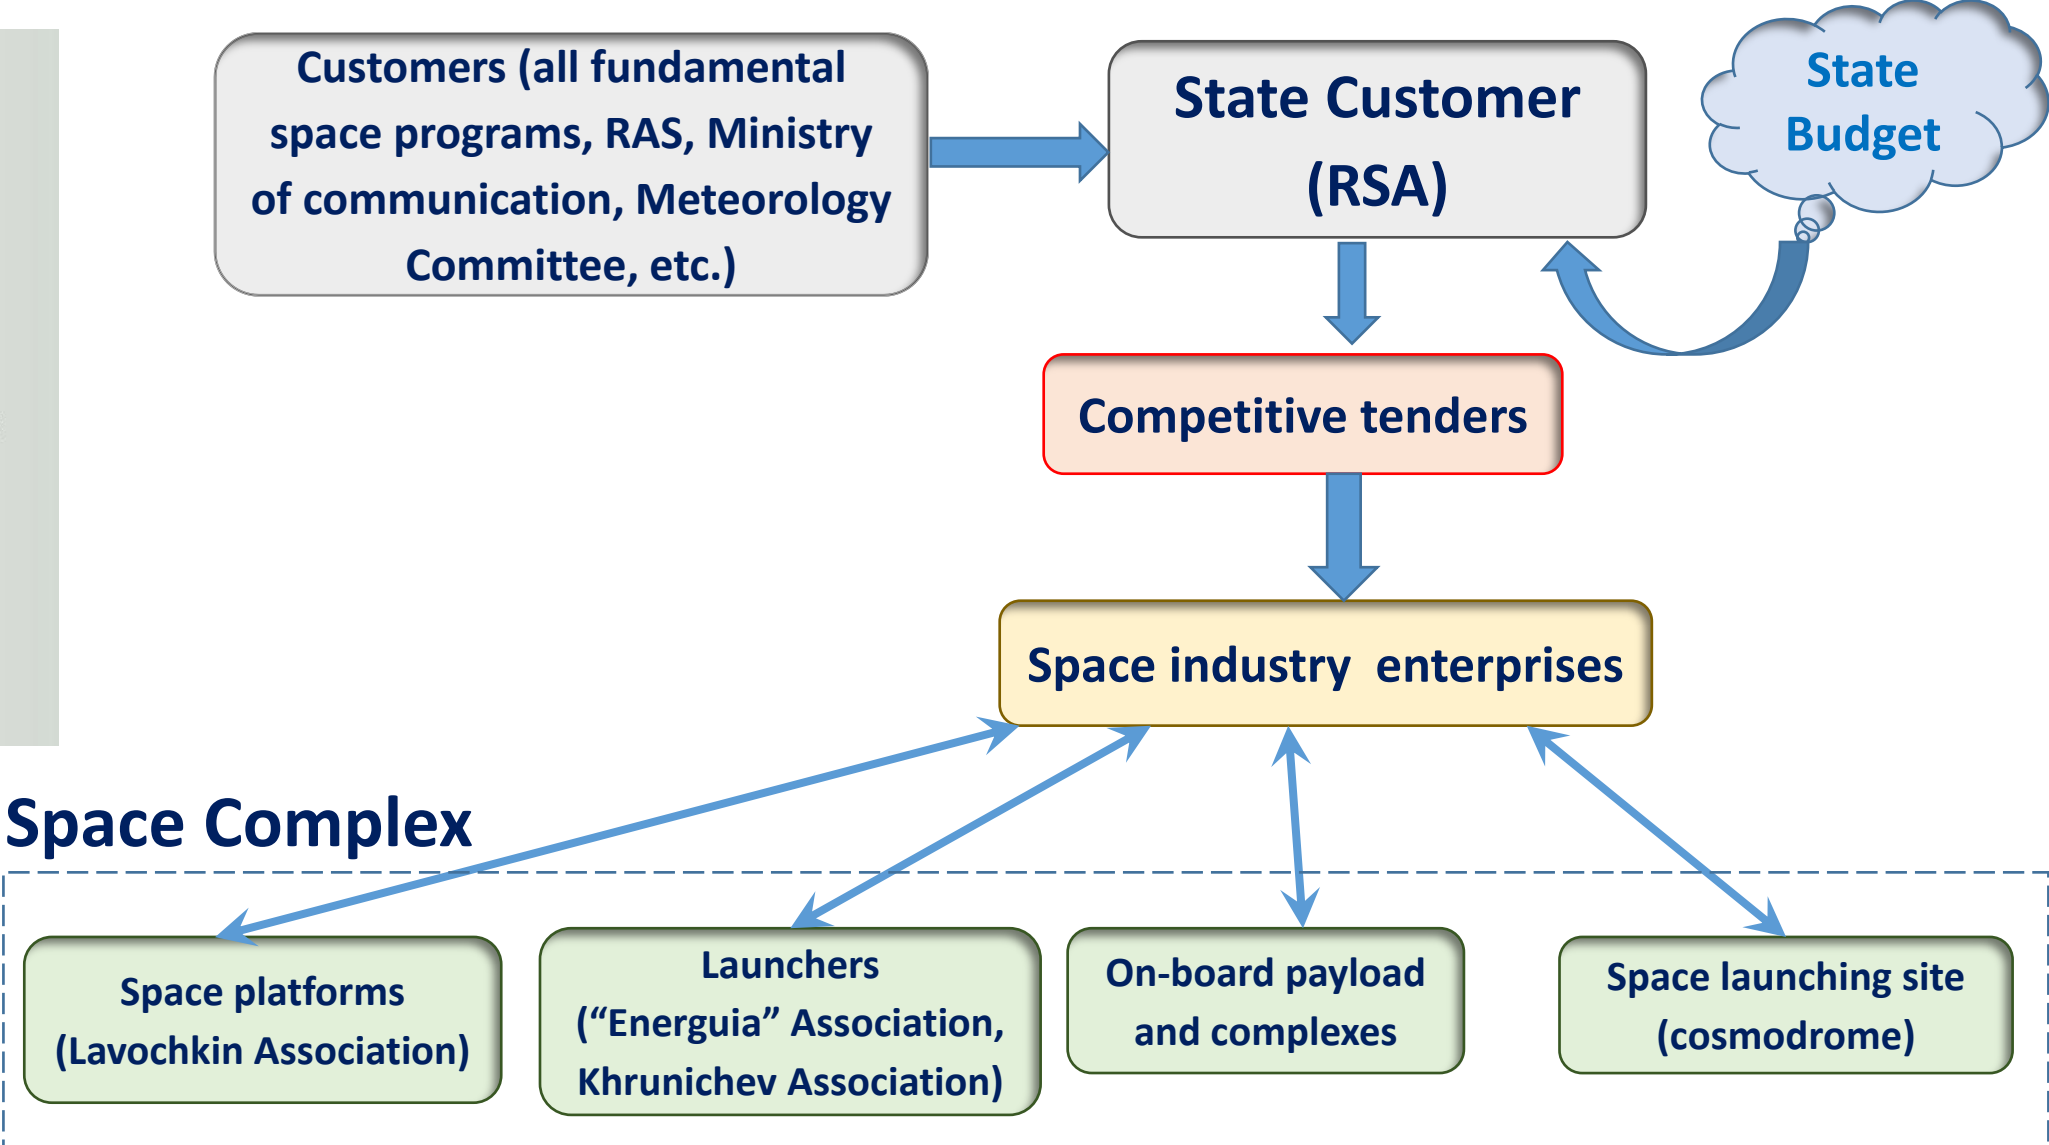 Customers (all fundamental
space programs, RAS, Ministry
of communication, Meteorology
Committee, etc.)
State Customer
(RSA)
State
Budget
Competitive tenders
Space industry  enterprises
Space Complex
Space platforms
(Lavochkin Association)
Launchers
(“Energuia” Association,
Khrunichev Association)
On-board payload
and complexes
Space launching site
(cosmodrome)